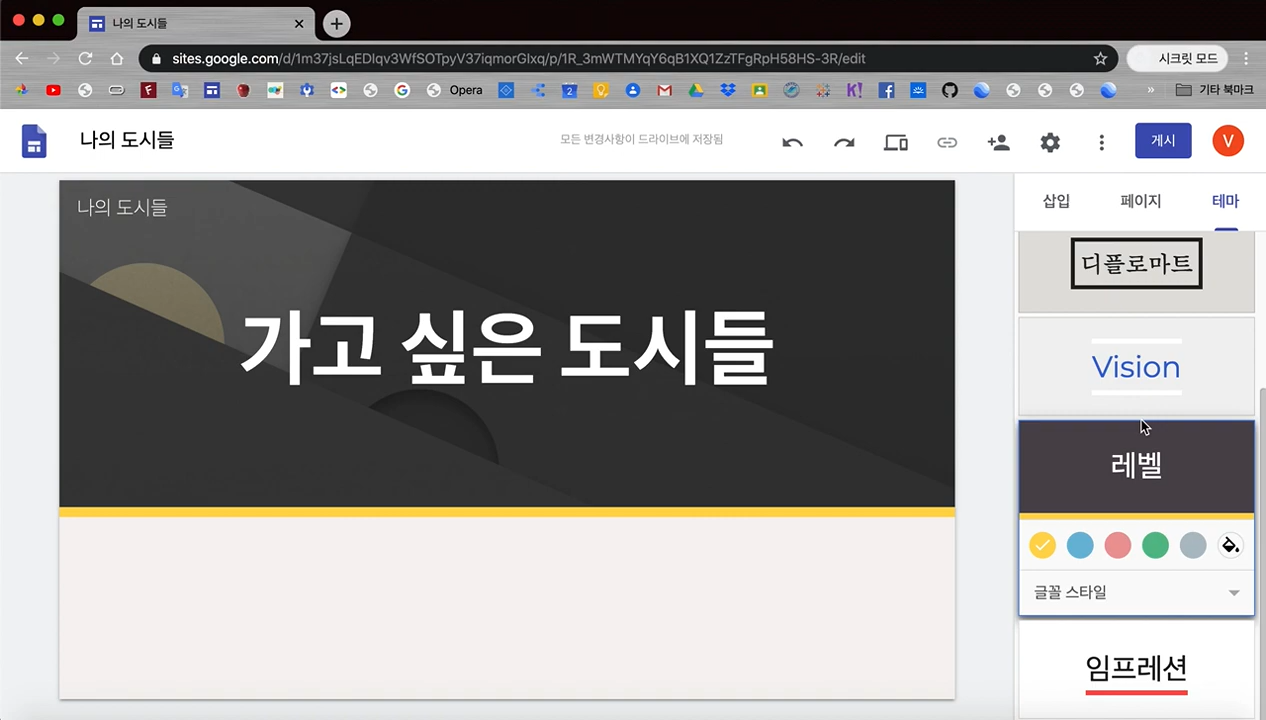 나의 도시들
sites.google.com/d/1m37jsLqEDIqv3WfSOTpyV37iqmorGIxq/p/1R_3mWTMYqY6qB1XQ1ZzTFgRpH58HS-3R/edit
시크릿 모드
Opera
기타 북마크
나의 도시들
모든 변경사항이 드라이브에 저장됨
게시
V
나의 도시들
가고 싶은 도시들
삽입
페이지
테마
디플로마트
Vision
레벨
글꼴 스타일
임프레션